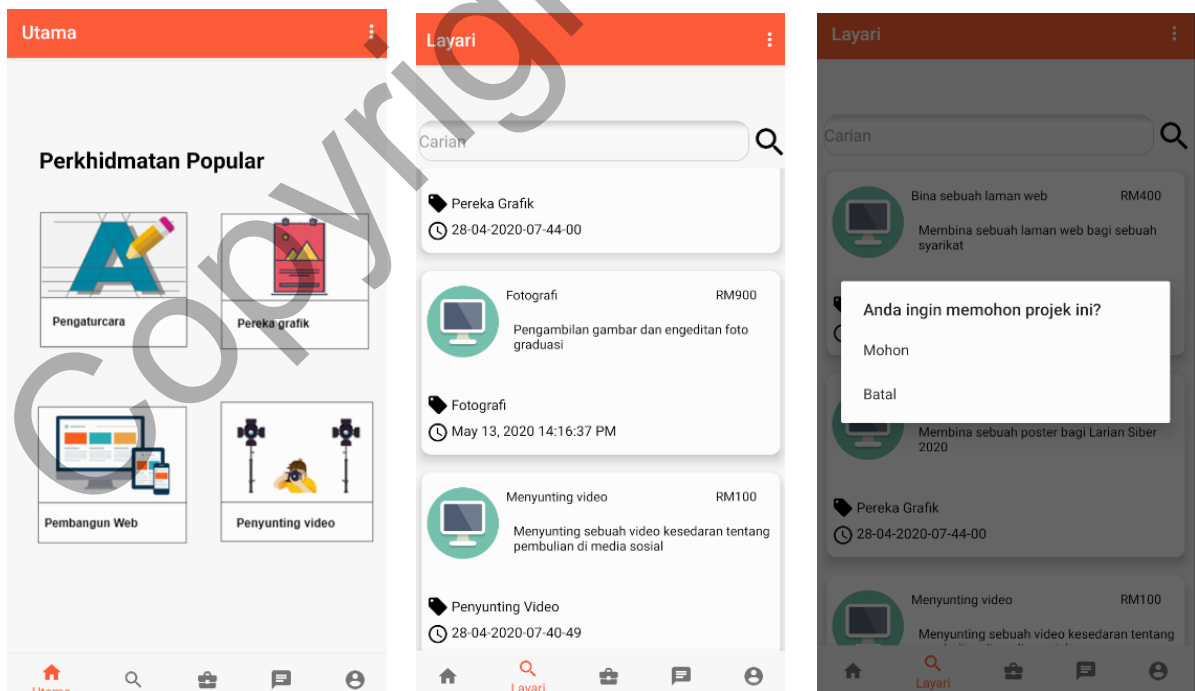 Utama
Perkhidmatan Popular
Pengaturcara
Pereka grafik
Pembangun Web
Penyunting video
Utama
Layari
Carian
Pereka Grafik
28-04-2020-07-44-00
Fotografi
RM900
Pengambilan gambar dan engeditan foto
graduasi
Fotografi
May 13, 2020 14:16:37 PM
Menyunting video
RM100
Menyunting sebuah video kesedaran tentang
pembulian di media sosial
Penyunting Video
28-04-2020-07-40-49
Layari
Layari
Carian
Bina sebuah laman web
RM400
Membina sebuah laman web bagi sebuah
syarikat
Anda ingin memohon projek ini?
Mohon
Batal
Membina sebuah poster bagi Larian Siber
2020
Pereka Grafik
28-04-2020-07-44-00
Menyunting video
RM100
Menyunting sebuah video kesedaran tentang
Layari